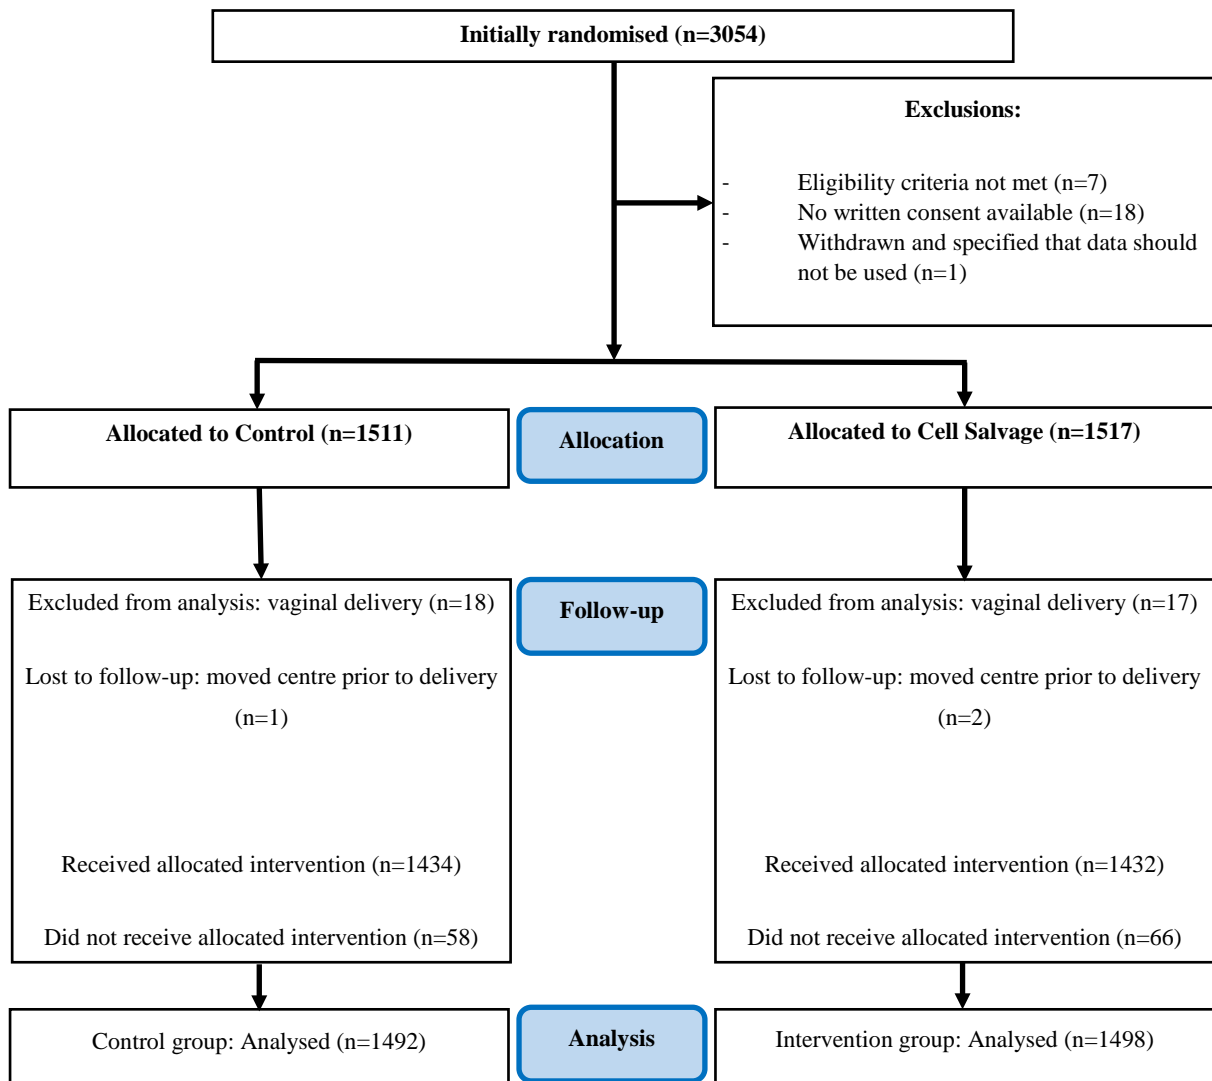 Initially randomised (n=3054)
Exclusions:
- Eligibility criteria not met (n=7)
- No written consent available (n=18)
- Withdrawn and specified that data should
not be used (n=1)
Allocated to Control (n=1511)
Allocation
Allocated to Cell Salvage (n=1517)
Excluded from analysis: vaginal delivery (n=18)
Lost to follow-up: moved centre prior to delivery
(n=1)
Received allocated intervention (n=1434)
Did not receive allocated intervention (n=58)
Follow-up
Excluded from analysis: vaginal delivery (n=17)
Lost to follow-up: moved centre prior to delivery
(n=2)
Received allocated intervention (n=1432)
Did not receive allocated intervention (n=66)
Control group: Analysed (n=1492)
Analysis
Intervention group: Analysed (n=1498)